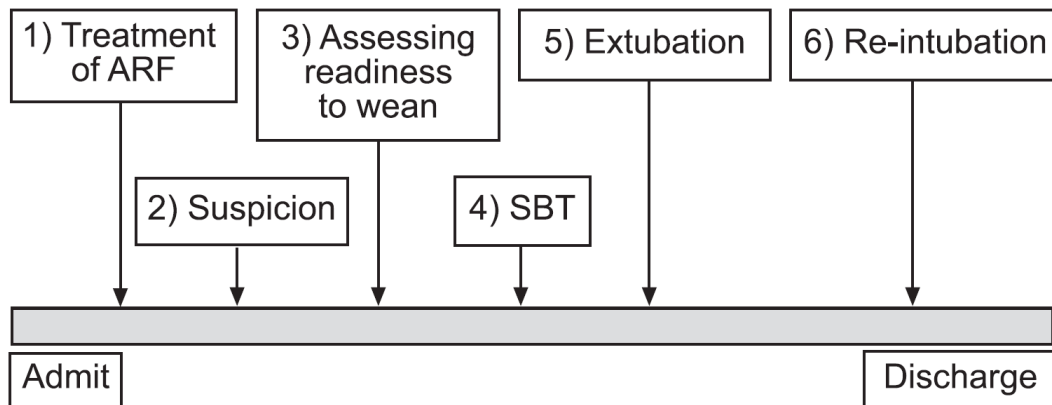 1) Treatment
of ARF
3) Assessing
readiness
to wean
5) Extubation
6) Re-intubation
2) Suspicion
4) SBT
Admit
Discharge